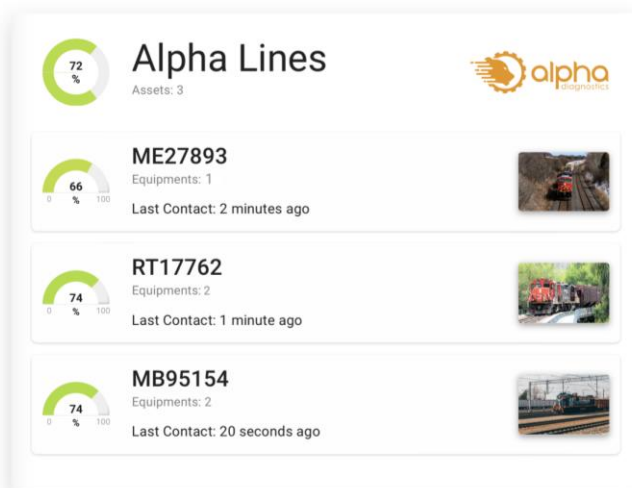 72
%
Alpha Lines
Assets: 3
alpha
diagnostics
ME27893
Equipments: 1
66
0 % 100
Last Contact: 2 minutes ago
RT17762
Equipments: 2
74
0 % 100
Last Contact: 1 minute ago
MB95154
Equipments: 2
74
0 % 100
Last Contact: 20 seconds ago